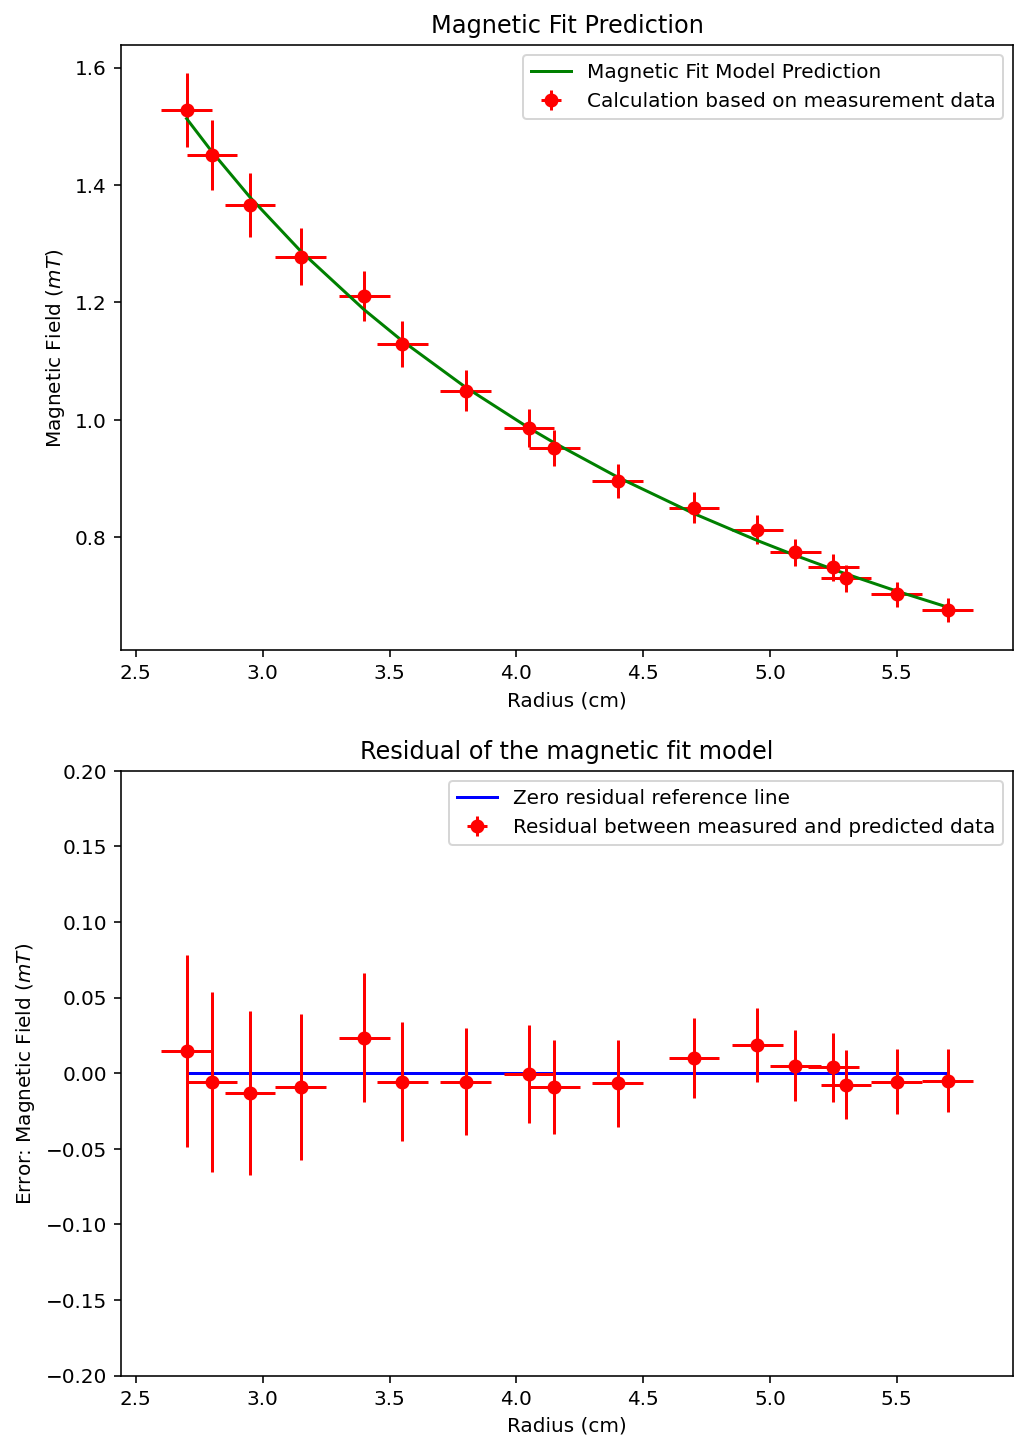 Magnetic Fit Prediction
Magnetic Fit Model Prediction
Calculation based on measurement data
Magnetic Field (mT)
1.6
1.4
1.2
1.0
0.8
2.5 3.0 3.5 4.0 4.5 5.0 5.5
Radius (cm)
Residual of the magnetic fit model
Zero residual reference line
Residual between measured and predicted data
Error: Magnetic Field (mT)
0.20
0.15
0.10
0.05
0.00
−0.05
−0.10
−0.15
−0.20
2.5 3.0 3.5 4.0 4.5 5.0 5.5
Radius (cm)